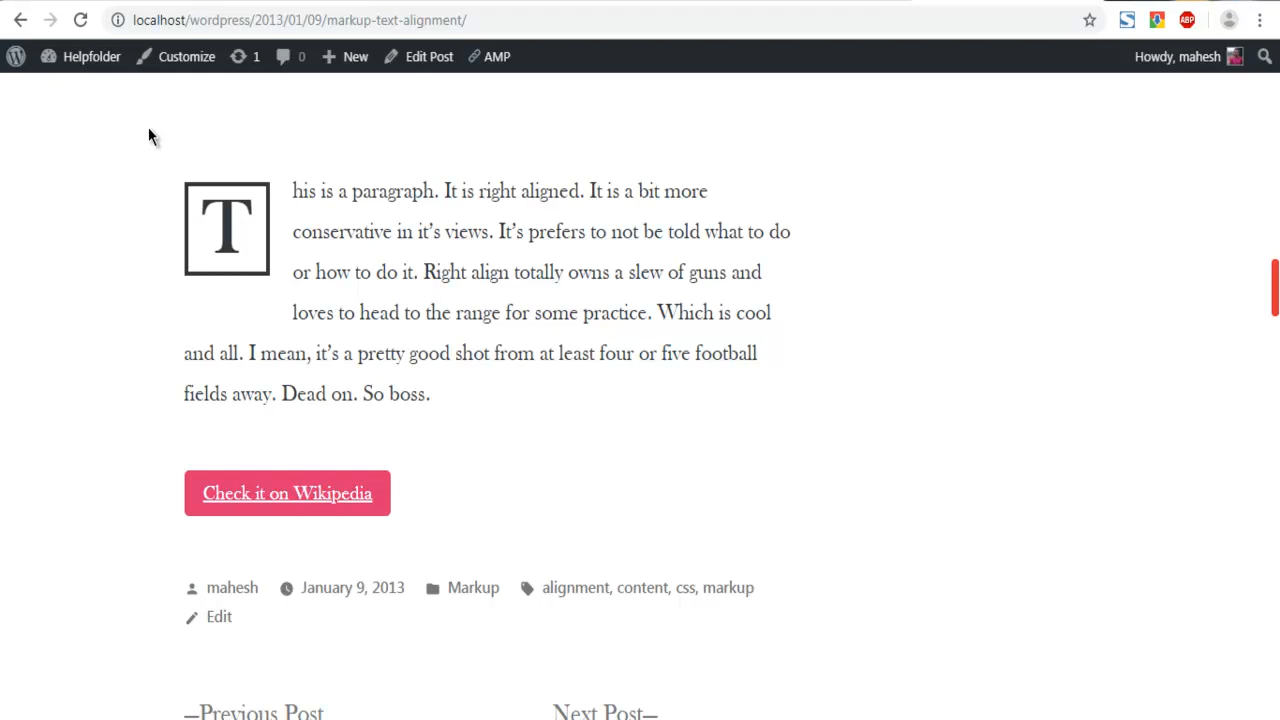 localhost/wordpress/2013/01/09/markup-text-alignment/
S ABP
Helpfolder Customize 1 0 New Edit Post AMP Howdy, mahesh
This is a paragraph. It is right aligned. It is a bit more
conservative in it's views. It's prefers to not be told what to do
or how to do it. Right align totally owns a slew of guns and
loves to head to the range for some practice. Which is cool
and all. I mean, it's a pretty good shot from at least four or five football
fields away. Dead on. So boss.
Check it on Wikipedia
mahesh January 9, 2013 Markup alignment, content, css, markup
Edit
—Previous Post Next Post—